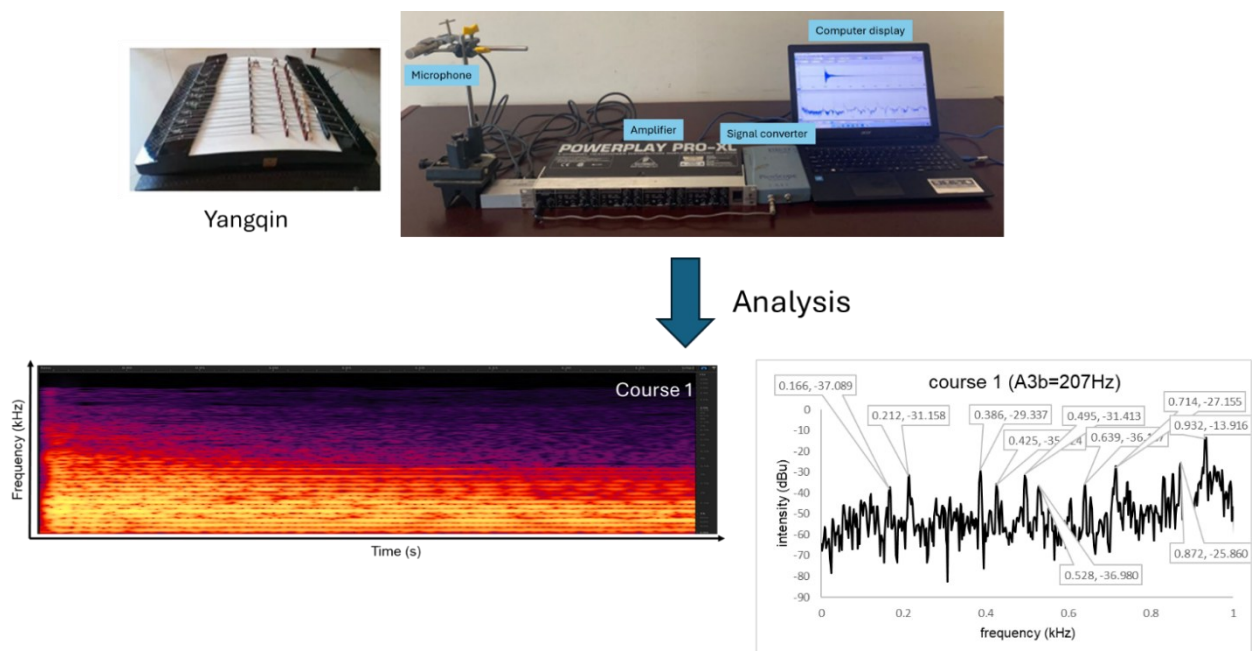 Computer display
Microphone
Amplifier
Signal converter
POWERPLAY PRO-XL
Yangqin
Analysis
Course 1
Frequency (kHz)
Time (s)
course 1 (A3b=207Hz)
0.166, -37.089
0.212, -31.158
0.386, -29.337
0.425, -35.
0.495, -31.413
0.639, -36.
0.714, -27.155
0.932, -13.916
0.528, -36.980
0.872, -25.860
intensity (dBu)
0
-10
-20
-30
-40
-50
-60
-70
-80
-90
0
0.2
0.4
0.6
0.8
1
frequency (kHz)